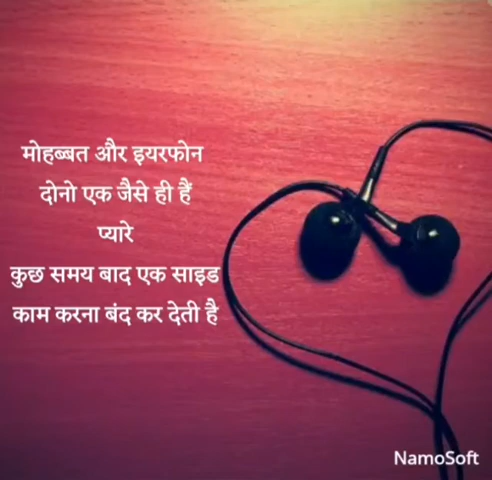 मोहब्बत और इयरफोन
दोनो एक जैसे ही हैं
प्यारे
कुछ समय बाद एक साइड
काम करना बंद कर देती है
NamoSoft